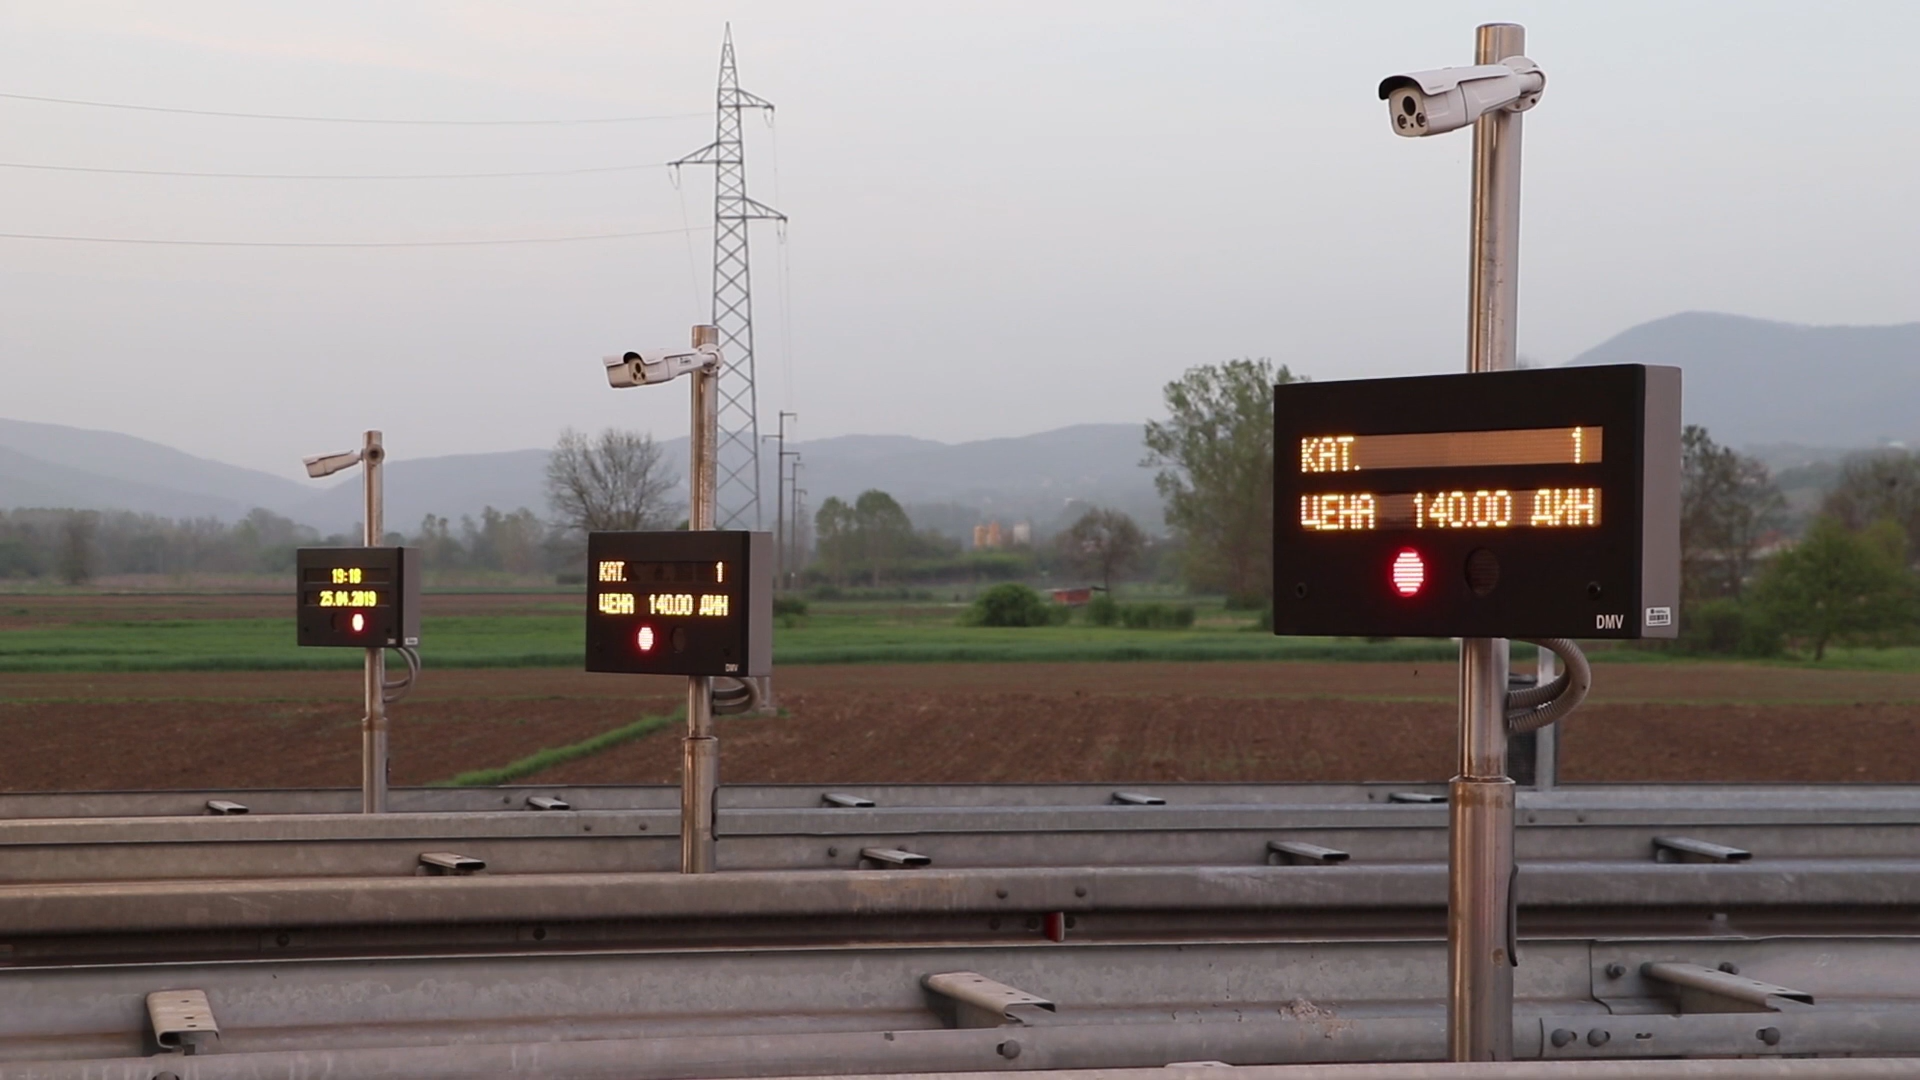 19:18
25.04.2019
КАТ. 1
ЦЕНА 140.00 ДИН
DMV
КАТ. 1
ЦЕНА 140.00 ДИН
DMV